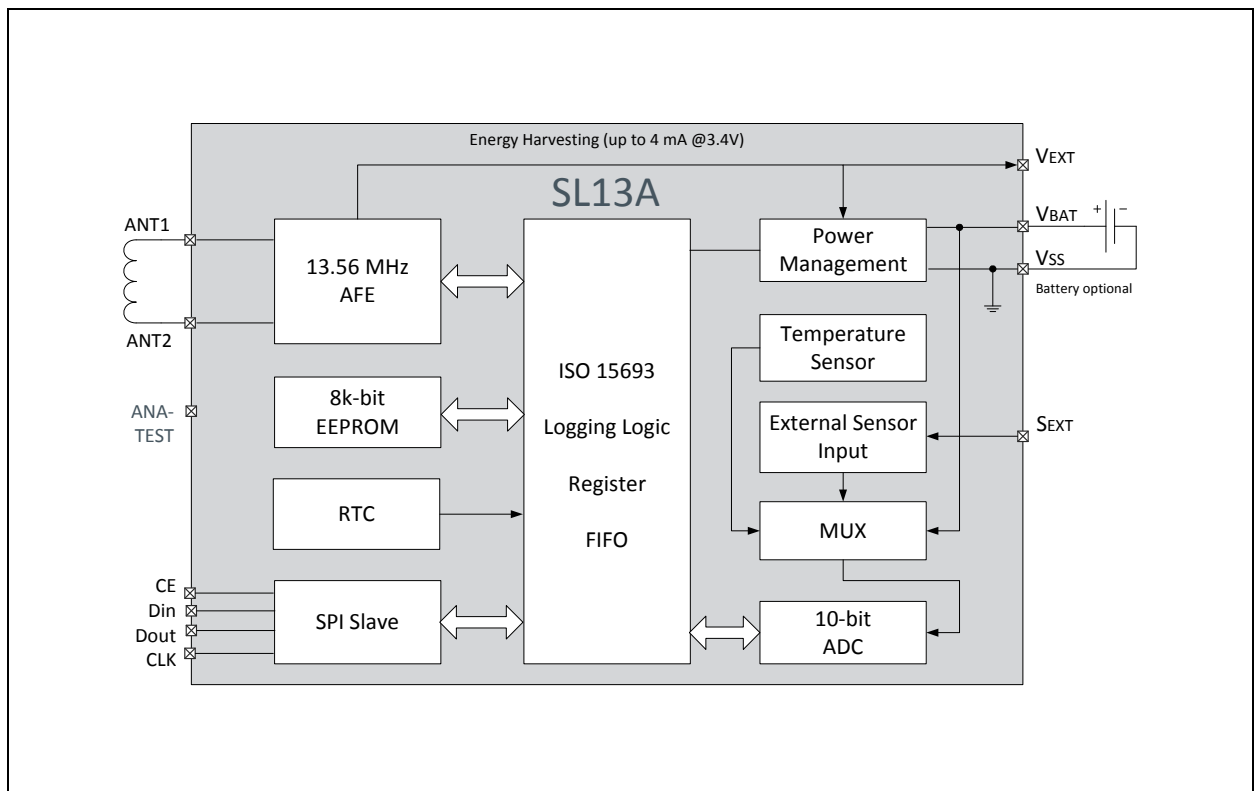 Energy Harvesting (up to 4 mA @3.4V)
SL13A
VEXT
ANT1
13.56 MHz
AFE
ANT2
Power
Management
VBAT
+
−
VSS
Battery optional
Temperature
Sensor
ISO 15693
Logging Logic
Register
FIFO
8k-bit
EEPROM
ANA-
TEST
External Sensor
Input
SEXT
RTC
MUX
CE
Din
Dout
CLK
SPI Slave
10-bit
ADC